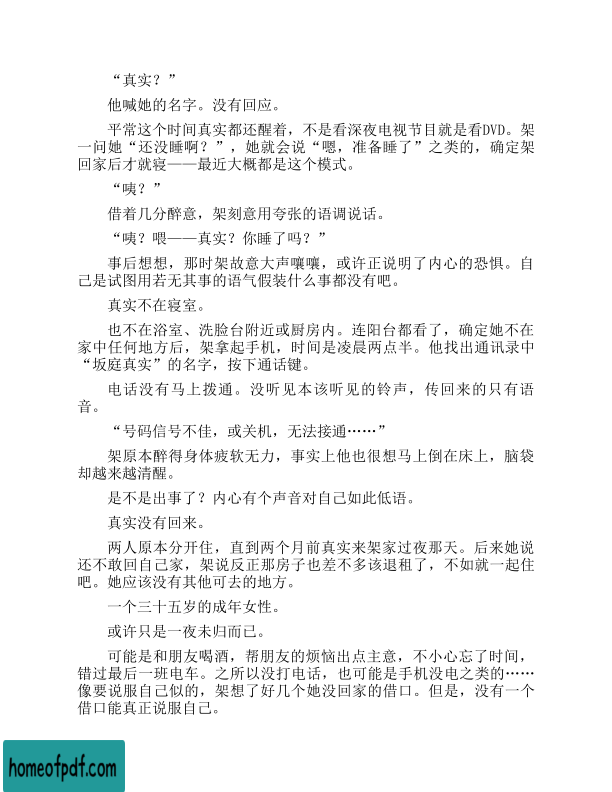 “真实？”
他喊她的名字。没有回应。
平常这个时间真实都还醒着，不是看深夜电视节目就是看DVD。架
一问她“还没睡啊？”，她就会说“嗯，准备睡了”之类的，确定架
回家后才就寝——最近大概都是这个模式。
“咦？”
借着几分醉意，架刻意用夸张的语调说话。
“咦？喂——真实？你睡了吗？”
事后想想，那时架故意大声嚷嚷，或许正说明了内心的恐惧。自
己是试图用若无其事的语气假装什么事都没有吧。
真实不在寝室。
也不在浴室、洗脸台附近或厨房内。连阳台都看了，确定她不在
家中任何地方后，架拿起手机，时间是凌晨两点半。他找出通讯录中
“坂庭真实”的名字，按下通话键。
电话没有马上拨通。没听见本该听见的铃声，传回来的只有语
音。
“号码信号不佳，或关机，无法接通……”
架原本醉得身体疲软无力，事实上他也很想马上倒在床上，脑袋
却越来越清醒。
是不是出事了？内心有个声音对自己如此低语。
真实没有回来。
两人原本分开住，直到两个月前真实来架家过夜那天。后来她说
还不敢回自己家，架说反正那房子也差不多该退租了，不如就一起住
吧。她应该没有其他可去的地方。
一个三十五岁的成年女性。
或许只是一夜未归而已。
可能是和朋友喝酒，帮朋友的烦恼出点主意，不小心忘了时间，
错过最后一班电车。之所以没打电话，也可能是手机没电之类的……
像要说服自己似的，架想了好几个她没回家的借口。但是，没有一个
借口能真正说服自己。
homeofpdf.com